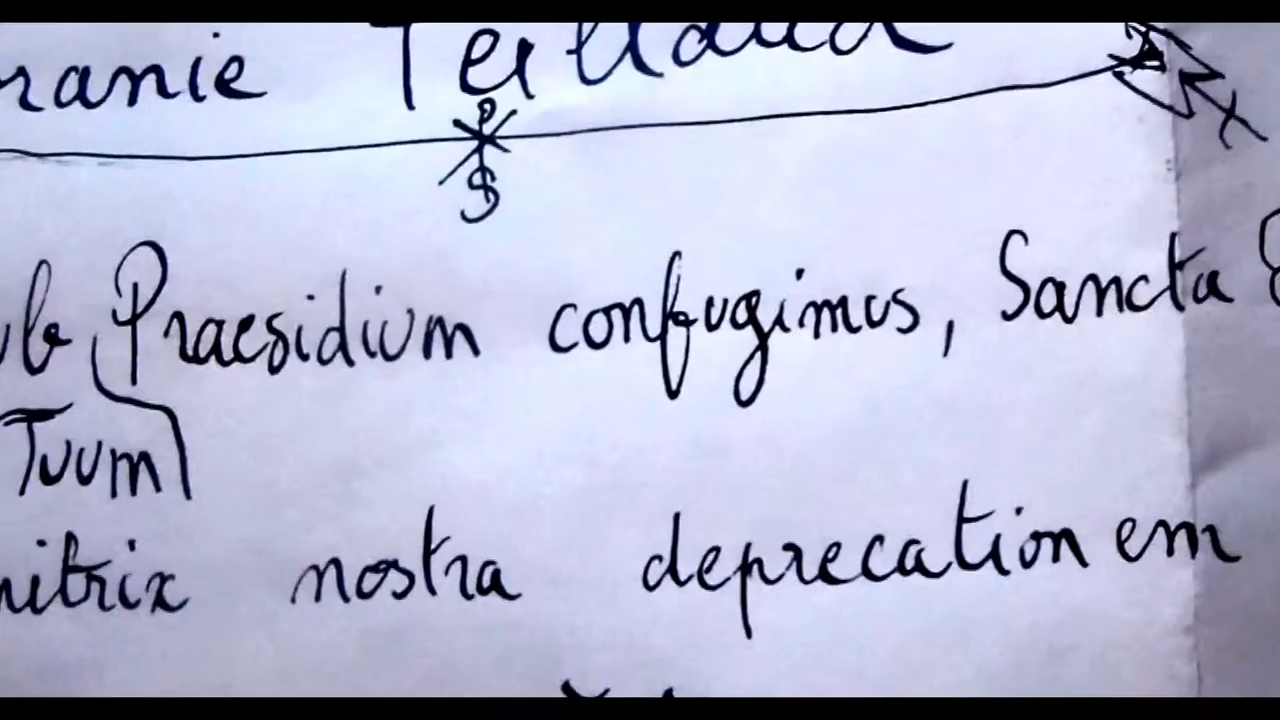 ranie
P
S
ub Praesidium confugimus, Sancta
Tuum
nitrix nostra deprecationem